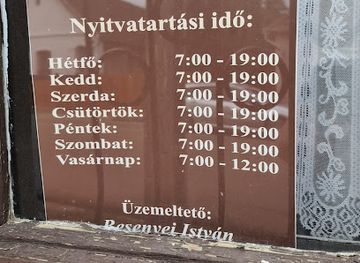 Nyitvatartási idő:
Hétfő: 7:00 - 19:00
Kedd: 7:00 - 19:00
Szerda: 7:00 - 19:00
Csütörtök: 7:00 - 19:00
Péntek: 7:00 - 19:00
Szombat: 7:00 - 19:00
Vasárnap: 7:00 - 12:00
Üzemeltető:
Besenyei István